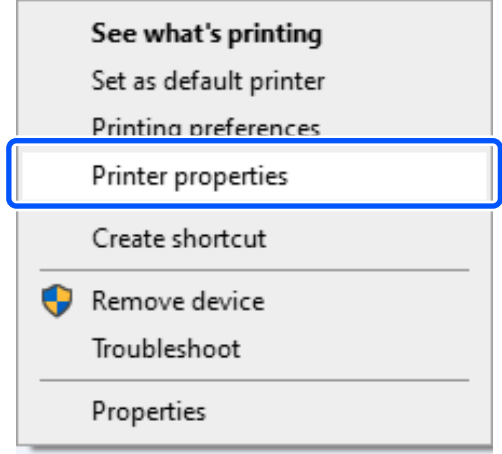 See what's printing
Set as default printer
Printing preferences
Printer properties
Create shortcut
Remove device
Troubleshoot
Properties